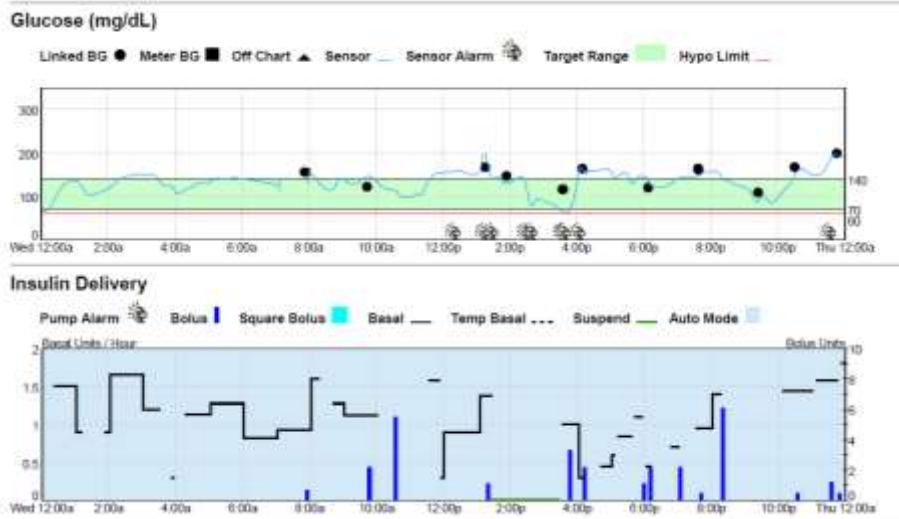 Glucose (mg/dL)
Linked BG Meter BG Off Chart Sensor Sensor Alarm Target Range Hypo Limit
300
200
140
100
70
60
0
Wed 12:00a 2:00a 4:00a 6:00a 8:00a 10:00a 12:00p 2:00p 4:00p 6:00p 8:00p 10:00p Thu 12:00a
Insulin Delivery
Pump Alarm Bolus Square Bolus Basal Temp Basal Suspend Auto Mode
Basal Units / Hour Bolus Units
2 10
1.5 8
6
1 4
0.5 2
0 0
Wed 12:00a 2:00a 4:00a 6:00a 8:00a 10:00a 12:00p 2:00p 4:00p 6:00p 8:00p 10:00p Thu 12:00a